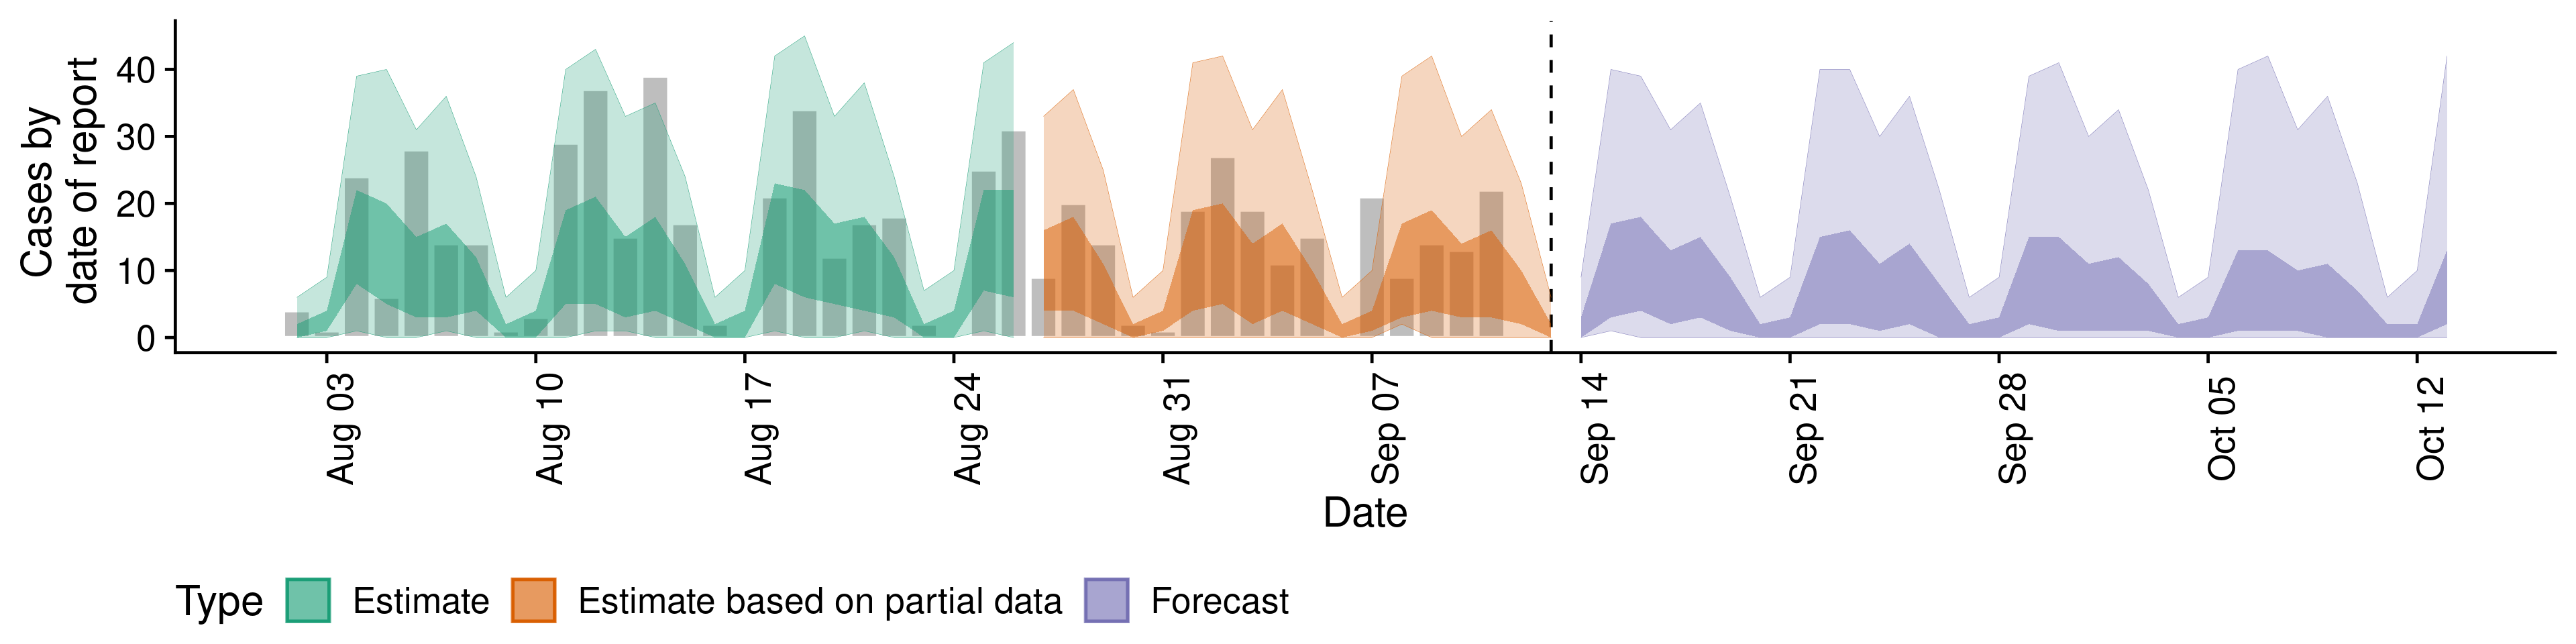 Cases by
date of report
40
30
20
10
0
Aug 03
Aug 10
Aug 17
Aug 24
Aug 31
Sep 07
Sep 14
Sep 21
Sep 28
Oct 05
Oct 12
Date
Type Estimate Estimate based on partial data Forecast